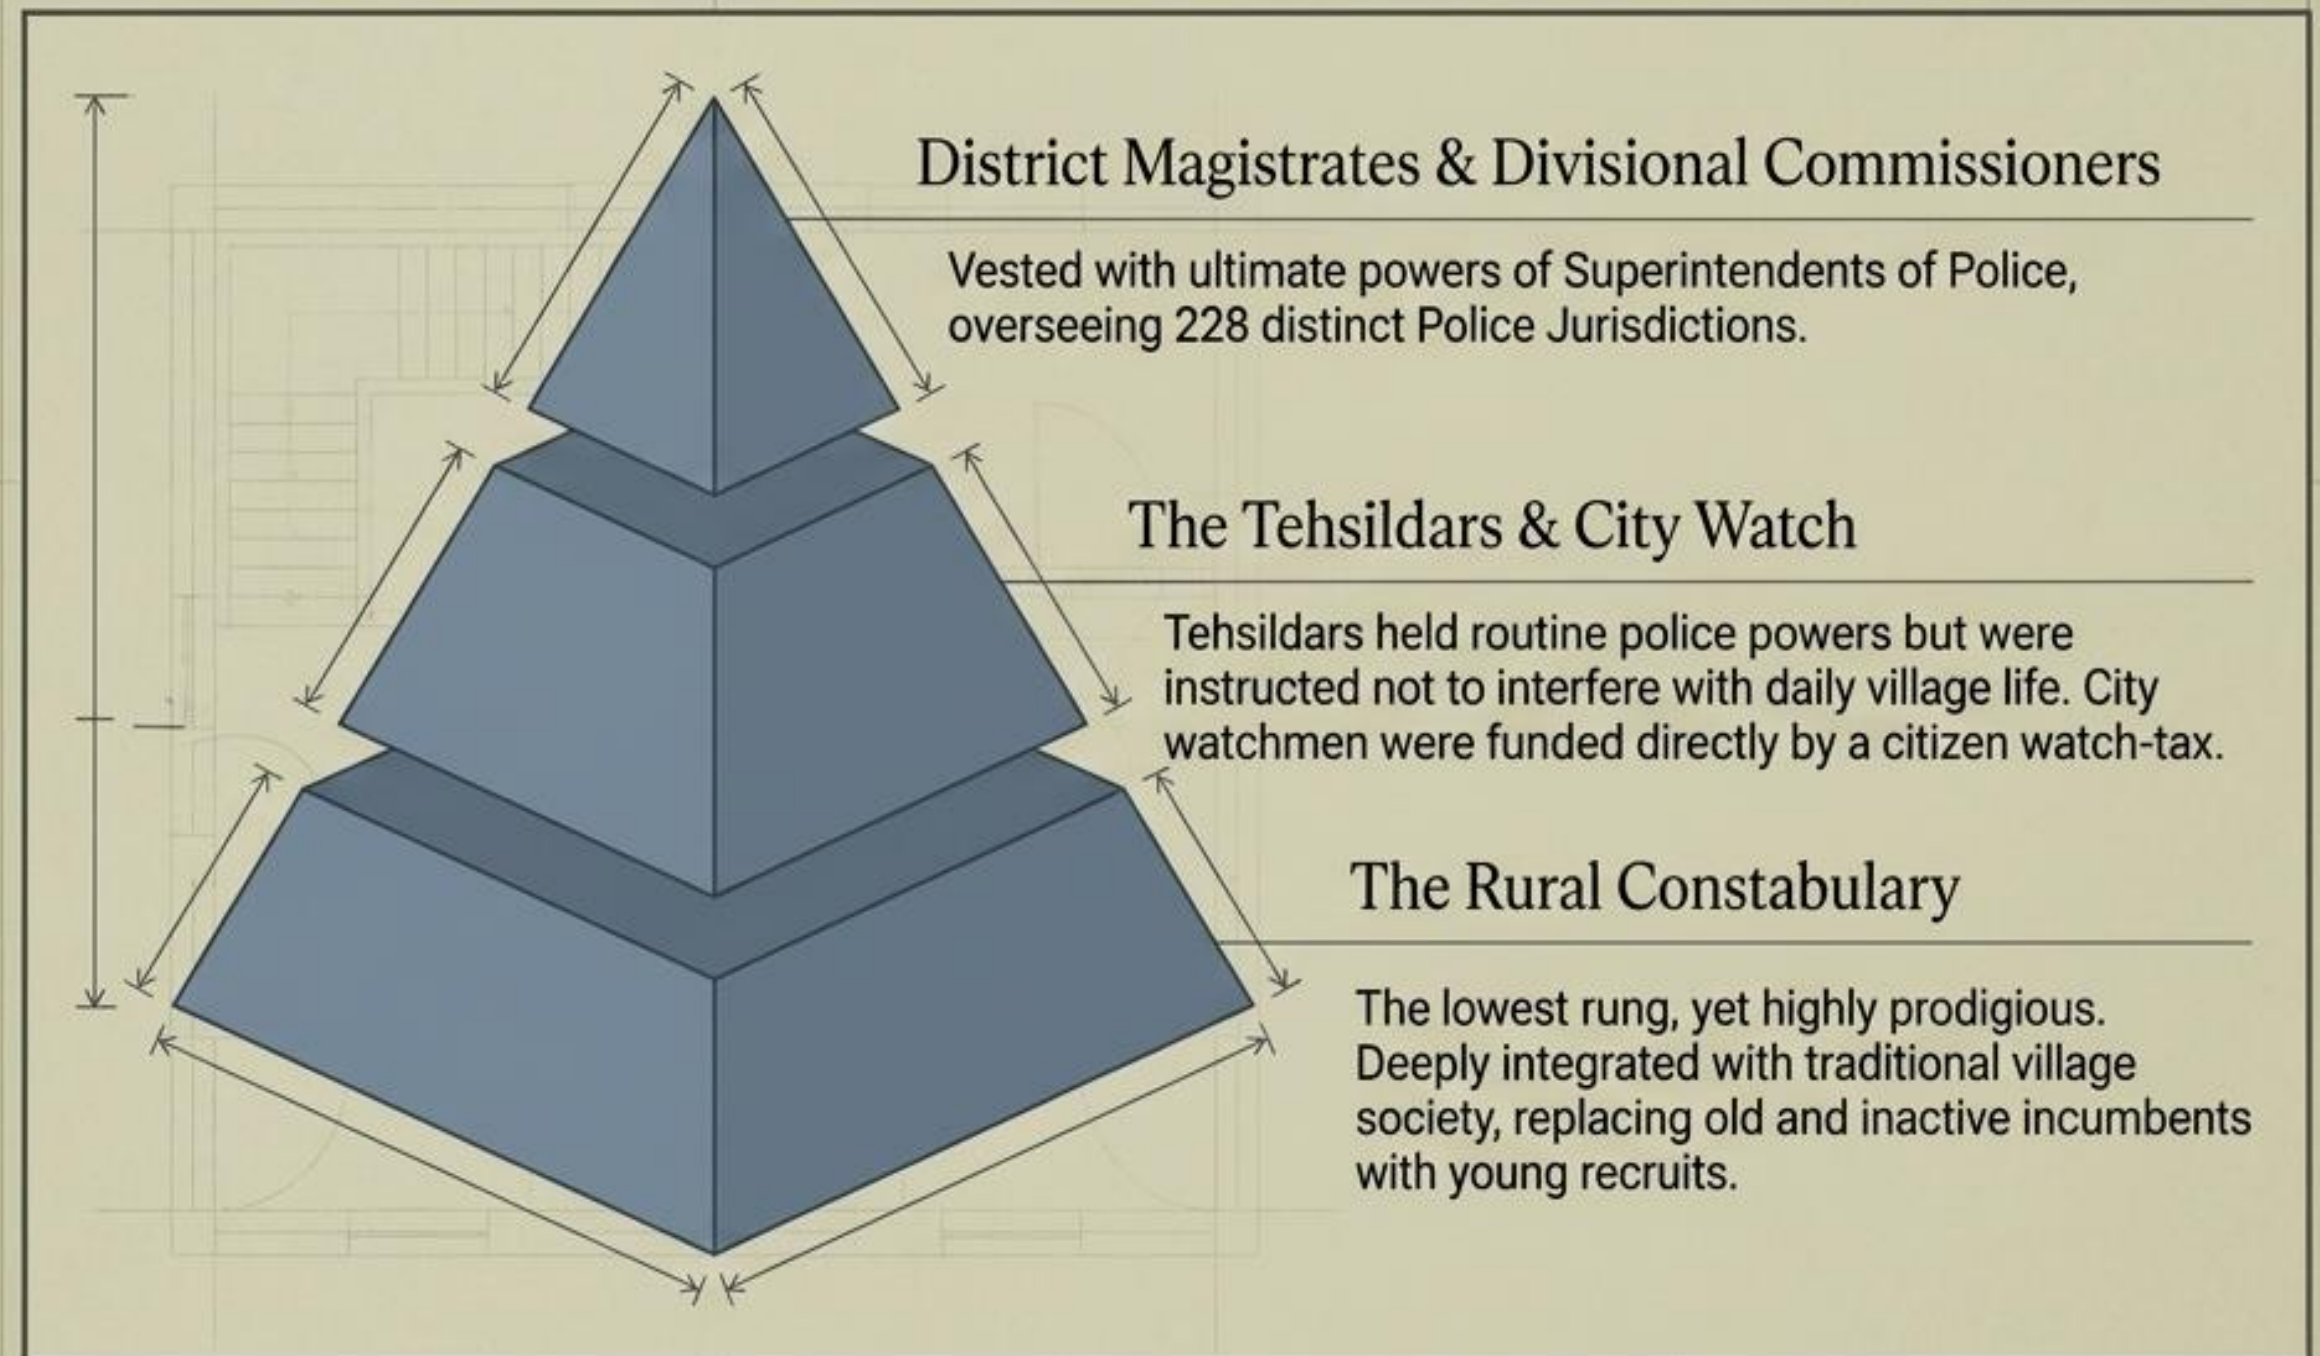 District Magistrates & Divisional Commissioners
Vested with ultimate powers of Superintendents of Police,
overseeing 228 distinct Police Jurisdictions.
The Tehsildars & City Watch
Tehsildars held routine police powers but were
instructed not to interfere with daily village life. City
watchmen were funded directly by a citizen watch-tax.
The Rural Constabulary
The lowest rung, yet highly prodigious.
Deeply integrated with traditional village
society, replacing old and inactive incumbents
with young recruits.